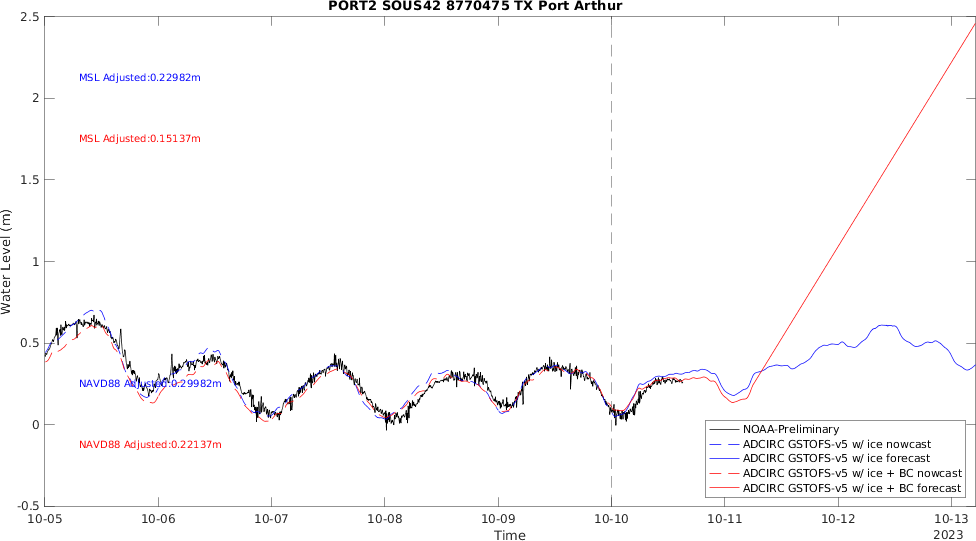 PORT2 SOUS42 8770475 TX Port Arthur
2.5
MSL Adjusted:0.22982m
2
MSL Adjusted:0.15137m
1.5
Water Level (m)
1
0.5
NAVD88 Adjusted:0.29982m
0
NAVD88 Adjusted:0.22137m
NOAA-Preliminary
ADCIRC GSTOFS-v5 w/ ice nowcast
ADCIRC GSTOFS-v5 w/ ice forecast
ADCIRC GSTOFS-v5 w/ ice + BC nowcast
ADCIRC GSTOFS-v5 w/ ice + BC forecast
-0.5
10-05 10-06 10-07 10-08 10-09 10-10 10-11 10-12 10-13
Time
2023